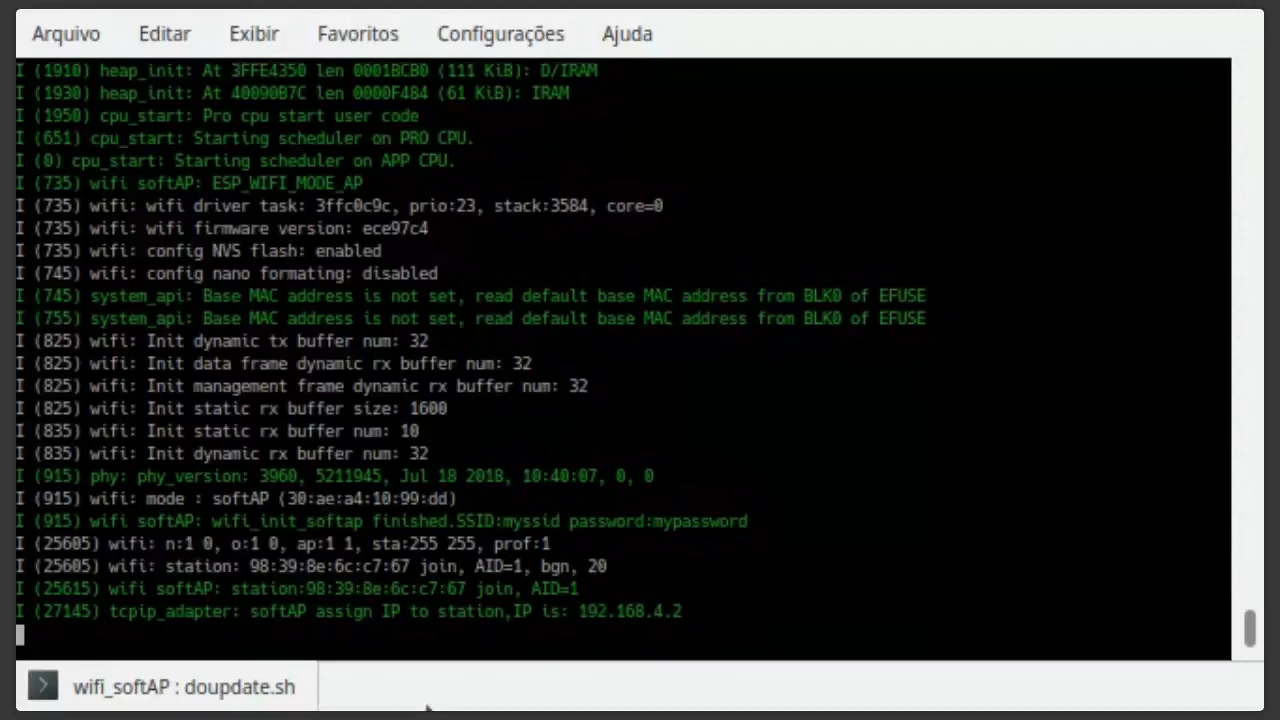 Arquivo Editar Exibir Favoritos Configurações Ajuda
I (1910) heap_init: At 3FFE4350 len 0001BCB0 (111 KiB): D/IRAM
I (1930) heap_init: At 40090B7C len 0000F484 (61 KiB): IRAM
I (1950) cpu_start: Pro cpu start user code
I (651) cpu_start: Starting scheduler on PRO CPU.
I (0) cpu_start: Starting scheduler on APP CPU.
I (735) wifi softAP: ESP_WIFI_MODE_AP
I (735) wifi: wifi driver task: 3ffc0c9c, prio:23, stack:3584, core=0
I (735) wifi: wifi firmware version: ece97c4
I (735) wifi: config NVS flash: enabled
I (745) wifi: config nano formating: disabled
I (745) system_api: Base MAC address is not set, read default base MAC address from BLK0 of EFUSE
I (755) system_api: Base MAC address is not set, read default base MAC address from BLK0 of EFUSE
I (825) wifi: Init dynamic tx buffer num: 32
I (825) wifi: Init data frame dynamic rx buffer num: 32
I (825) wifi: Init management frame dynamic rx buffer num: 32
I (825) wifi: Init static rx buffer size: 1600
I (835) wifi: Init static rx buffer num: 10
I (835) wifi: Init dynamic rx buffer num: 32
I (915) phy: phy_version: 3960, 5211945, Jul 18 2018, 10:40:07, 0, 0
I (915) wifi: mode : softAP (30:ae:a4:10:99:dd)
I (915) wifi softAP: wifi_init_softap finished.SSID:myssid password:mypassword
I (25605) wifi: n:1 0, o:1 0, ap:1 1, sta:255 255, prof:1
I (25605) wifi: station: 98:39:8e:6c:c7:67 join, AID=1, bgn, 20
I (25615) wifi softAP: station:98:39:8e:6c:c7:67 join, AID=1
I (27145) tcpip_adapter: softAP assign IP to station,IP is: 192.168.4.2
wifi_softAP : doupdate.sh